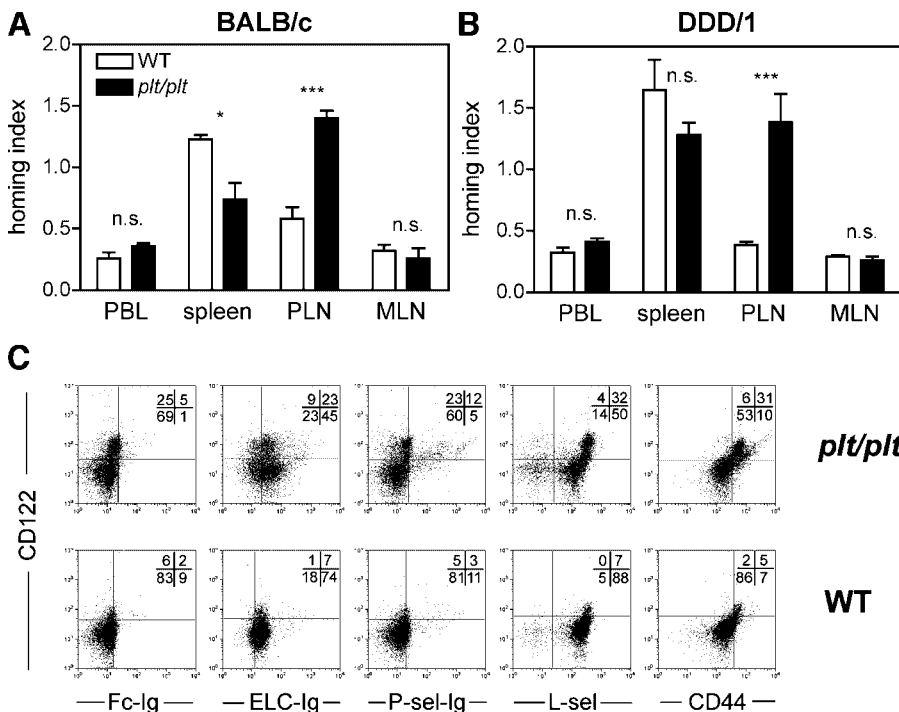 A BALB/c
2.0
1.5
1.0
0.5
0.0
homing index
WT
plt/plt
n.s.
*
***
n.s.
PBL spleen PLN MLN
B DDD/1
2.0
1.5
1.0
0.5
0.0
homing index
n.s.
n.s.
***
n.s.
PBL spleen PLN MLN
C
CD122
25 5
69 1
9 23
23 45
23 12
60 5
4 32
14 50
6 31
53 10
plt/plt
6 2
83 9
1 7
18 74
5 3
81 11
0 7
5 88
2 5
86 7
WT
Fc-Ig ELC-Ig P-sel-Ig L-sel CD44